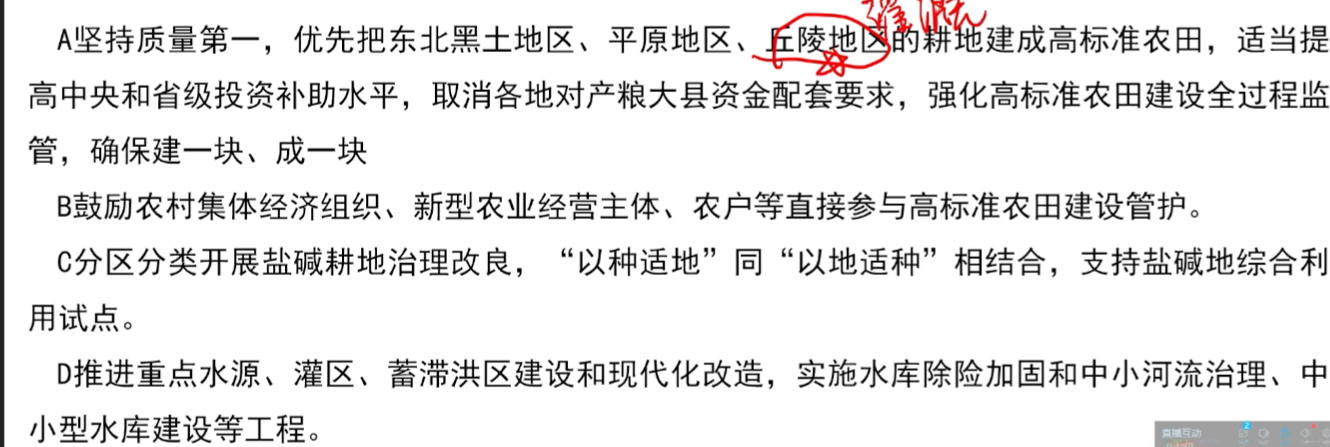 灌溉
A坚持质量第一，优先把东北黑土地区、平原地区、丘陵地区的耕地建成高标准农田，适当提
高中央和省级投资补助水平，取消各地对产粮大县资金配套要求，强化高标准农田建设全过程监
管，确保建一块、成一块
B鼓励农村集体经济组织、新型农业经营主体、农户等直接参与高标准农田建设管护。
C分区分类开展盐碱耕地治理改良，“以种适地”同“以地适种”相结合，支持盐碱地综合利
用试点。
D推进重点水源、灌区、蓄滞洪区建设和现代化改造，实施水库除险加固和中小河流治理、中
小型水库建设等工程。
直播互动
2